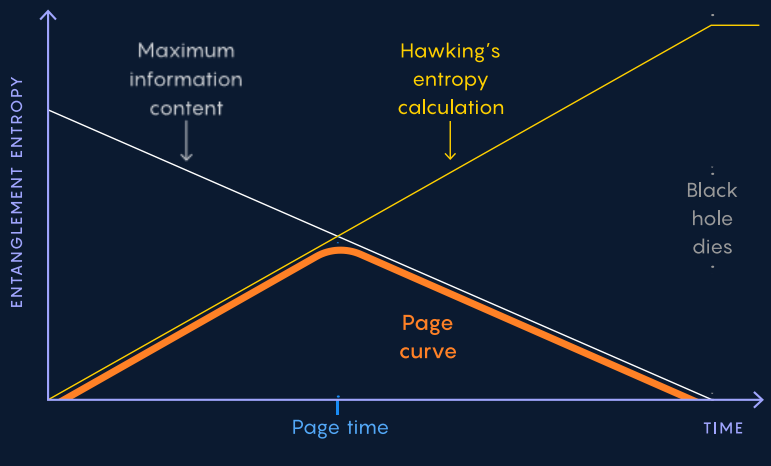 Maximum
information
content
Hawking's
entropy
calculation
ENTANGLEMENT ENTROPY
Black
hole
dies
Page
curve
Page time
TIME